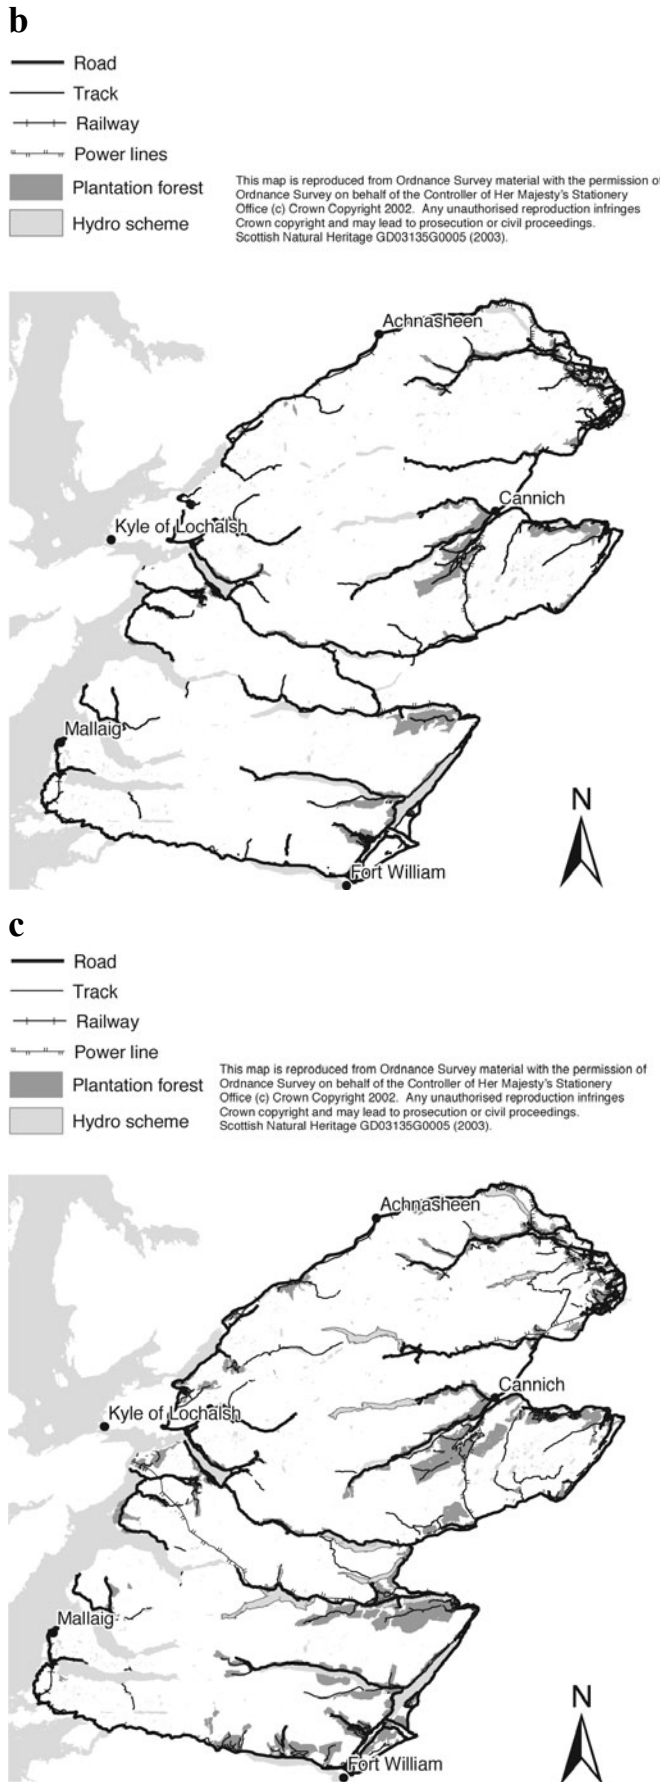 b
Road
Track
Railway
Power lines
Plantation forest
Hydro scheme
This map is reproduced from Ordnance Survey material with the permission of
Ordnance Survey on behalf of the Controller of Her Majesty's Stationery
Office (c) Crown Copyright 2002. Any unauthorised reproduction infringes
Crown copyright and may lead to prosecution or civil proceedings.
Scottish Natural Heritage GD03135G0005 (2003).
Achnasheen
Cannich
Kyle of Lochalsh
Mallaig
N
Fort William
c
Road
Track
Railway
Power line
Plantation forest
Hydro scheme
This map is reproduced from Ordnance Survey material with the permission of
Ordnance Survey on behalf of the Controller of Her Majesty's Stationery
Office (c) Crown Copyright 2002. Any unauthorised reproduction infringes
Crown copyright and may lead to prosecution or civil proceedings.
Scottish Natural Heritage GD03135G0005 (2003).
Achnasheen
Cannich
Kyle of Lochalsh
Mallaig
N
Fort William